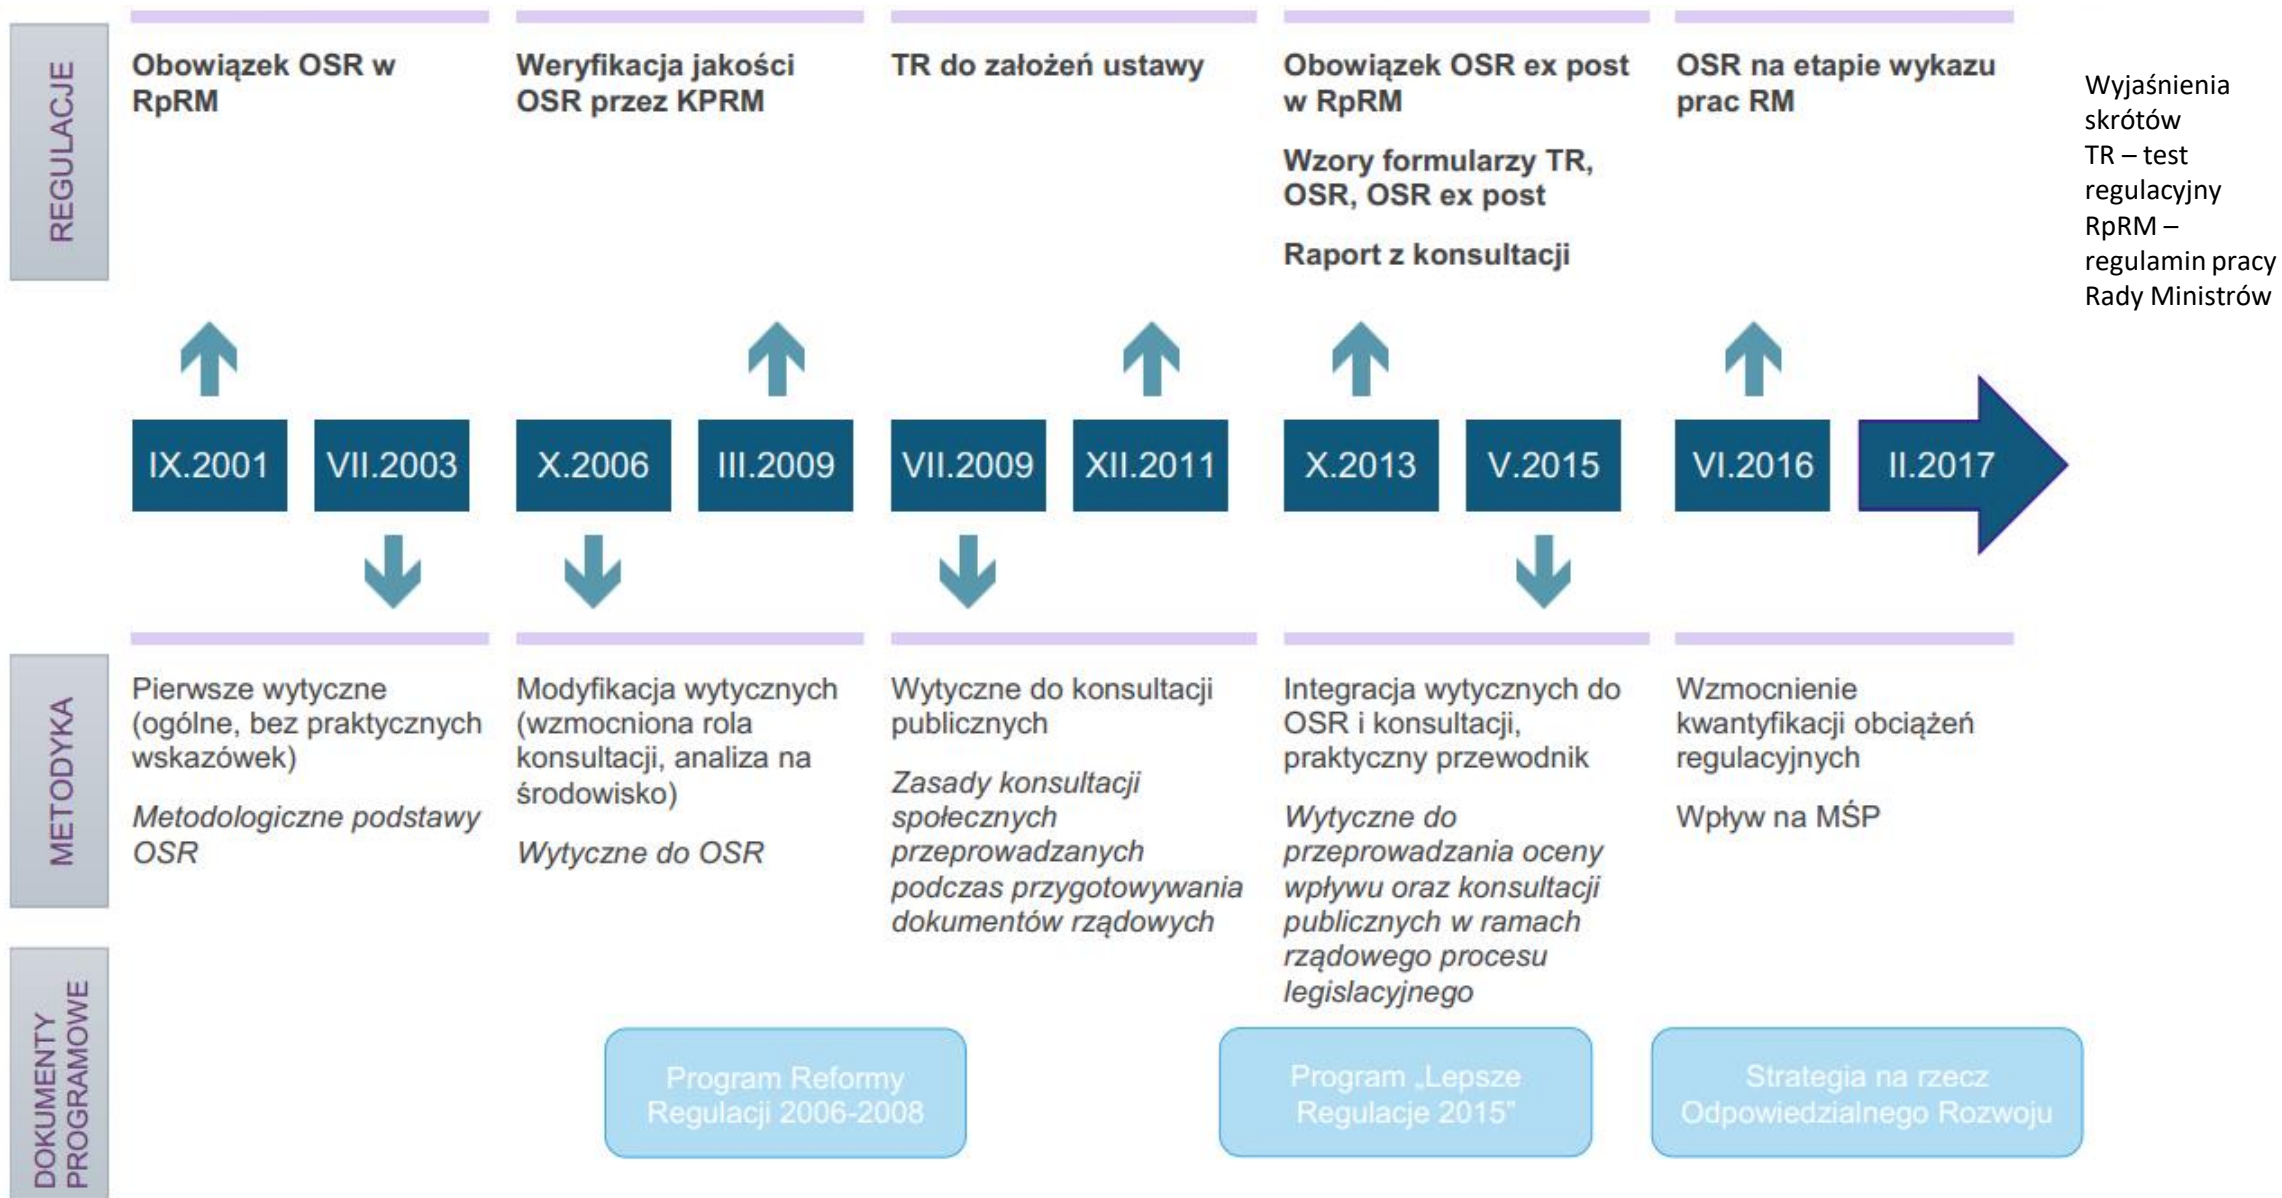 REGULACJE
Obowiązek OSR w
RpRM
Weryfikacja jakości
OSR przez KPRM
TR do założeń ustawy
Obowiązek OSR ex post
w RpRM
Wzory formularzy TR,
OSR, OSR ex post
Raport z konsultacji
OSR na etapie wykazu
prac RM
Wyjaśnienia
skrótów
TR – test
regulacyjny
RpRM –
regulamin pracy
Rady Ministrów
IX.2001
VII.2003
X.2006
III.2009
VII.2009
XII.2011
X.2013
V.2015
VI.2016
II.2017
METODYKA
Pierwsze wytyczne
(ogólne, bez praktycznych
wskazówek)
Metodologiczne podstawy
OSR
Modyfikacja wytycznych
(wzmocniona rola
konsultacji, analiza na
środowisko)
Wytyczne do OSR
Wytyczne do konsultacji
publicznych
Zasady konsultacji
społecznych
przeprowadzanych
podczas przygotowywania
dokumentów rządowych
Integracja wytycznych do
OSR i konsultacji,
praktyczny przewodnik
Wytyczne do
przeprowadzania oceny
wpływu oraz konsultacji
publicznych w ramach
rządowego procesu
legislacyjnego
Wzmocnienie
kwantyfikacji obciążeń
regulacyjnych
Wpływ na MŚP
DOKUMENTY
PROGRAMOWE
Program Reformy
Regulacji 2006-2008
Program „Lepsze
Regulacje 2015”
Strategia na rzecz
Odpowiedzialnego Rozwoju